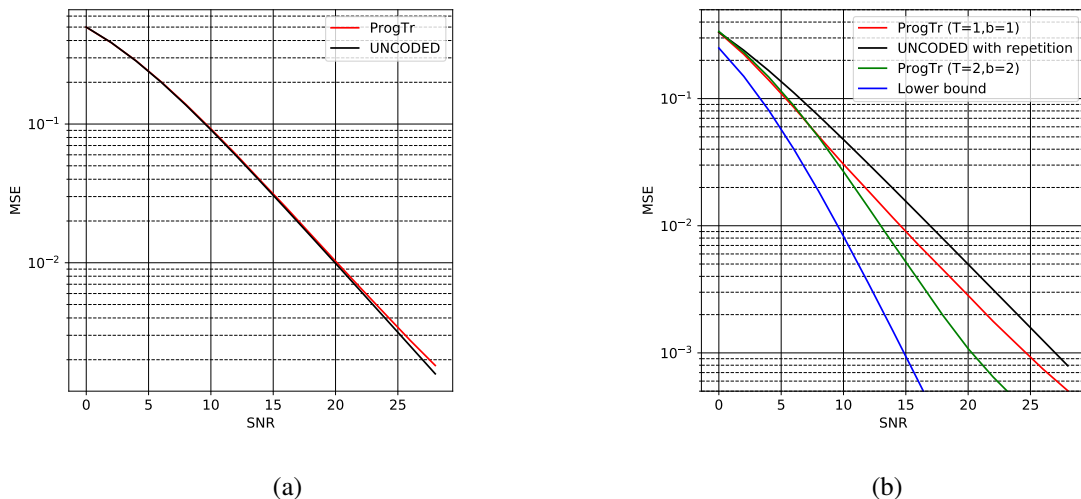 ProgTr
UNCODED
10⁻¹
10⁻²
MSE
0 5 10 15 20 25
SNR
(a)
ProgTr (T=1,b=1)
UNCODED with repetition
ProgTr (T=2,b=2)
Lower bound
10⁻¹
10⁻²
10⁻³
MSE
0 5 10 15 20 25
SNR
(b)